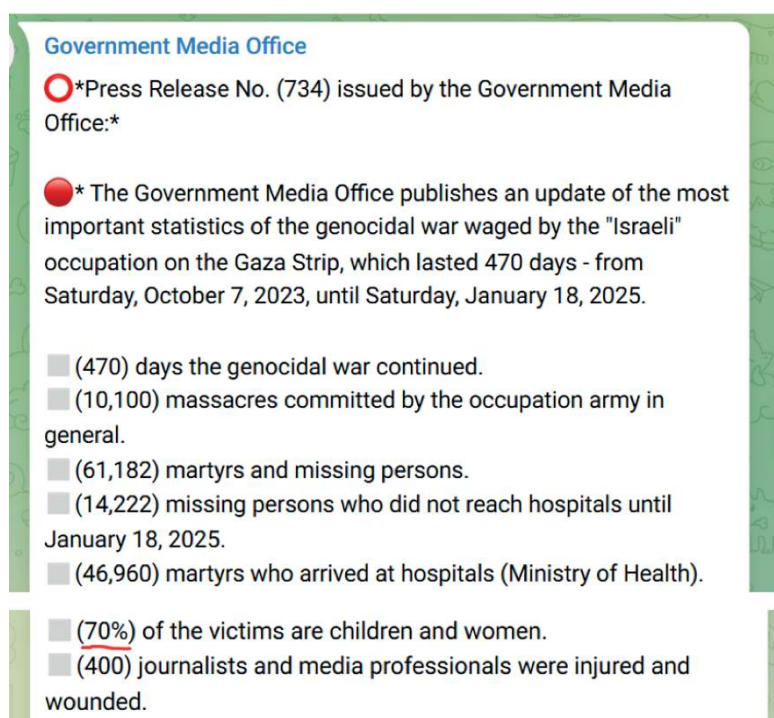 Government Media Office
⭕*Press Release No. (734) issued by the Government Media
Office:*
🔴* The Government Media Office publishes an update of the most
important statistics of the genocidal war waged by the "Israeli"
occupation on the Gaza Strip, which lasted 470 days - from
Saturday, October 7, 2023, until Saturday, January 18, 2025.
(470) days the genocidal war continued.
(10,100) massacres committed by the occupation army in
general.
(61,182) martyrs and missing persons.
(14,222) missing persons who did not reach hospitals until
January 18, 2025.
(46,960) martyrs who arrived at hospitals (Ministry of Health).
(70%) of the victims are children and women.
(400) journalists and media professionals were injured and
wounded.